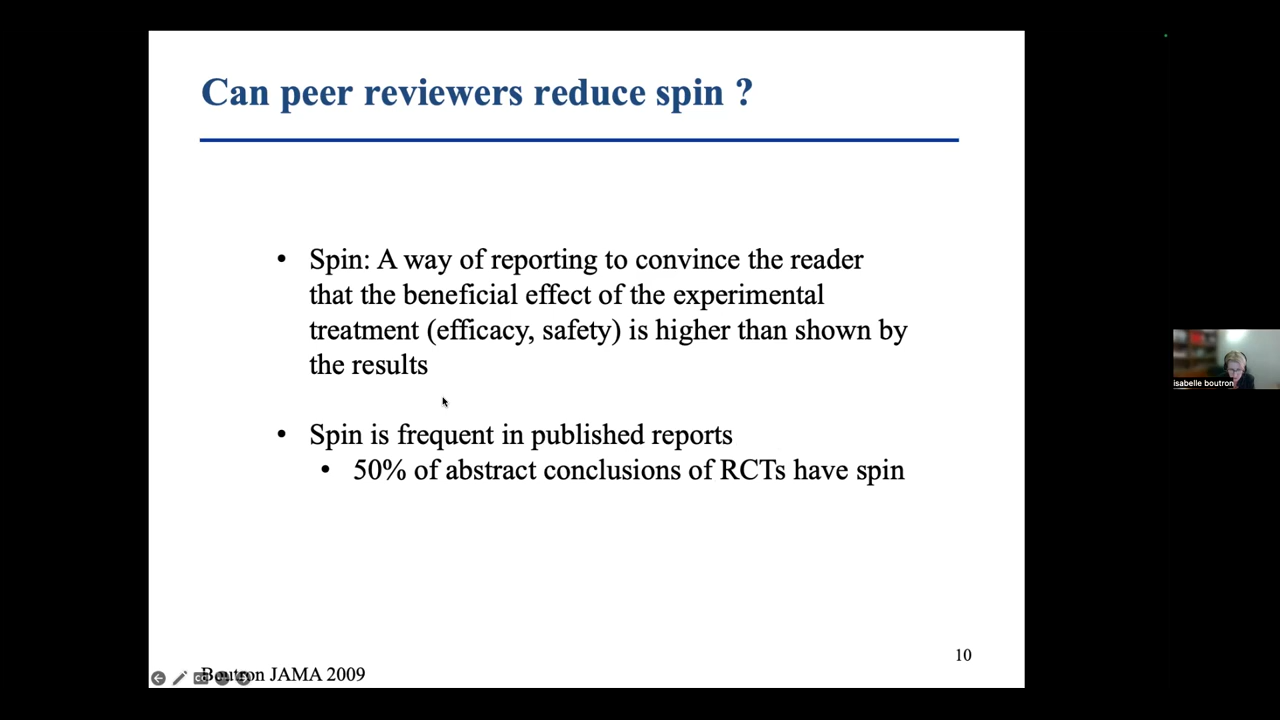 Can peer reviewers reduce spin ?
• Spin: A way of reporting to convince the reader
that the beneficial effect of the experimental
treatment (efficacy, safety) is higher than shown by
the results
• Spin is frequent in published reports
• 50% of abstract conclusions of RCTs have spin
isabelle boutron
10
Boutron JAMA 2009